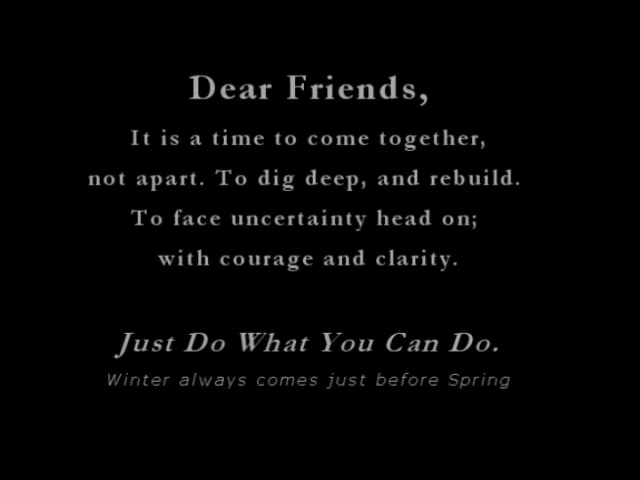 Dear Friends,
It is a time to come together,
not apart. To dig deep, and rebuild.
To face uncertainty head on;
with courage and clarity.
Just Do What You Can Do.
Winter always comes just before Spring